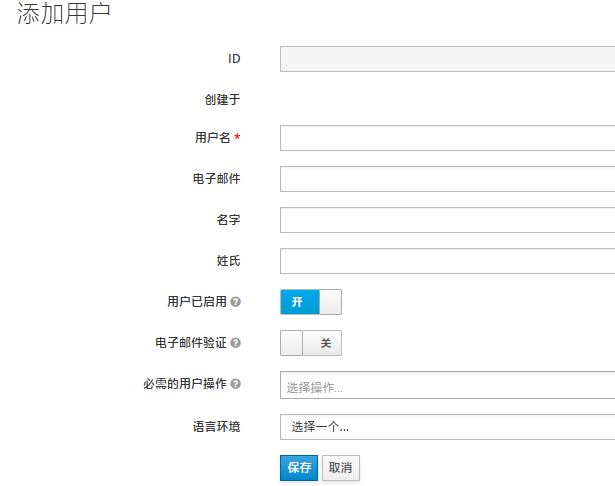 添加用户
ID
创建于
用户名 *
电子邮件
名字
姓氏
用户已启用 ?
开
电子邮件验证 ?
关
必需的用户操作 ?
选择操作...
语言环境
选择一个...
保存 取消